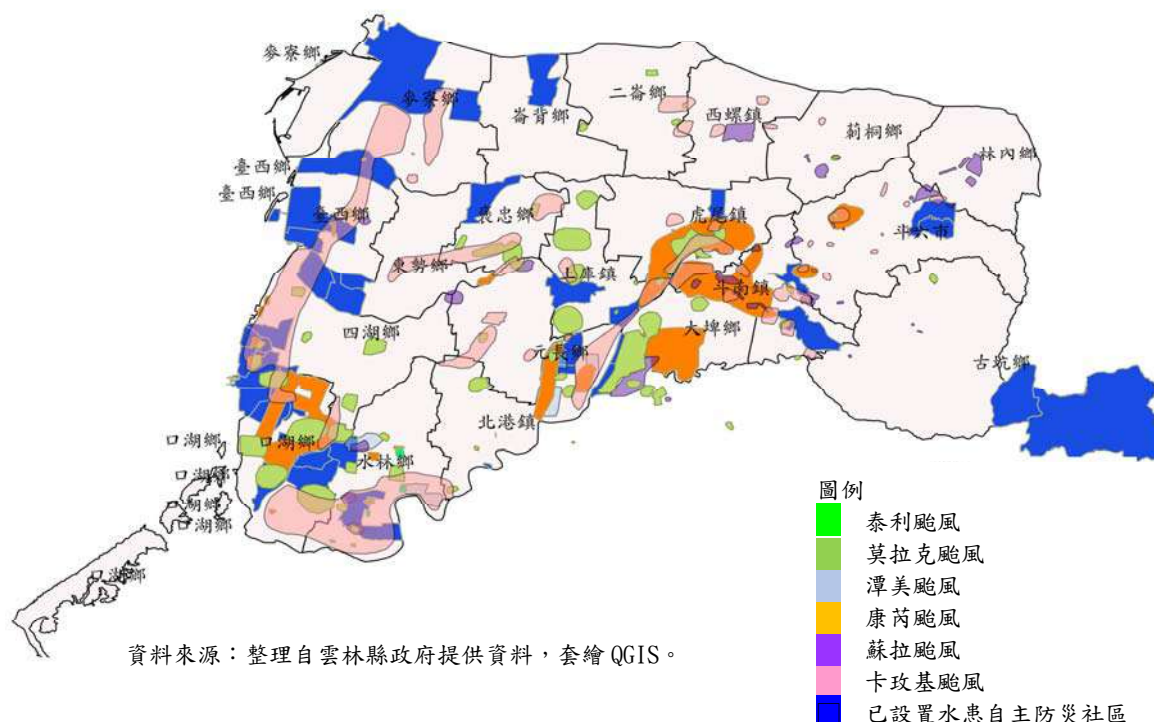 麥寮鄉
麥寮鄉
崙背鄉
二崙鄉
西螺鎮
莿桐鄉
林內鄉
臺西鄉
臺西鄉
臺西鄉
褒忠鄉
虎尾鎮
斗六市
東勢鄉
土庫鎮
斗南鎮
四湖鄉
元長鄉
大埤鄉
古坑鄉
北港鎮
口湖鄉
口湖鄉
水林鄉
口湖鄉
口湖鄉
口湖鄉
口湖鄉
圖例
泰利颱風
莫拉克颱風
潭美颱風
康芮颱風
蘇拉颱風
卡玫基颱風
已設置水患自主防災社區
資料來源：整理自雲林縣政府提供資料，套繪 QGIS。